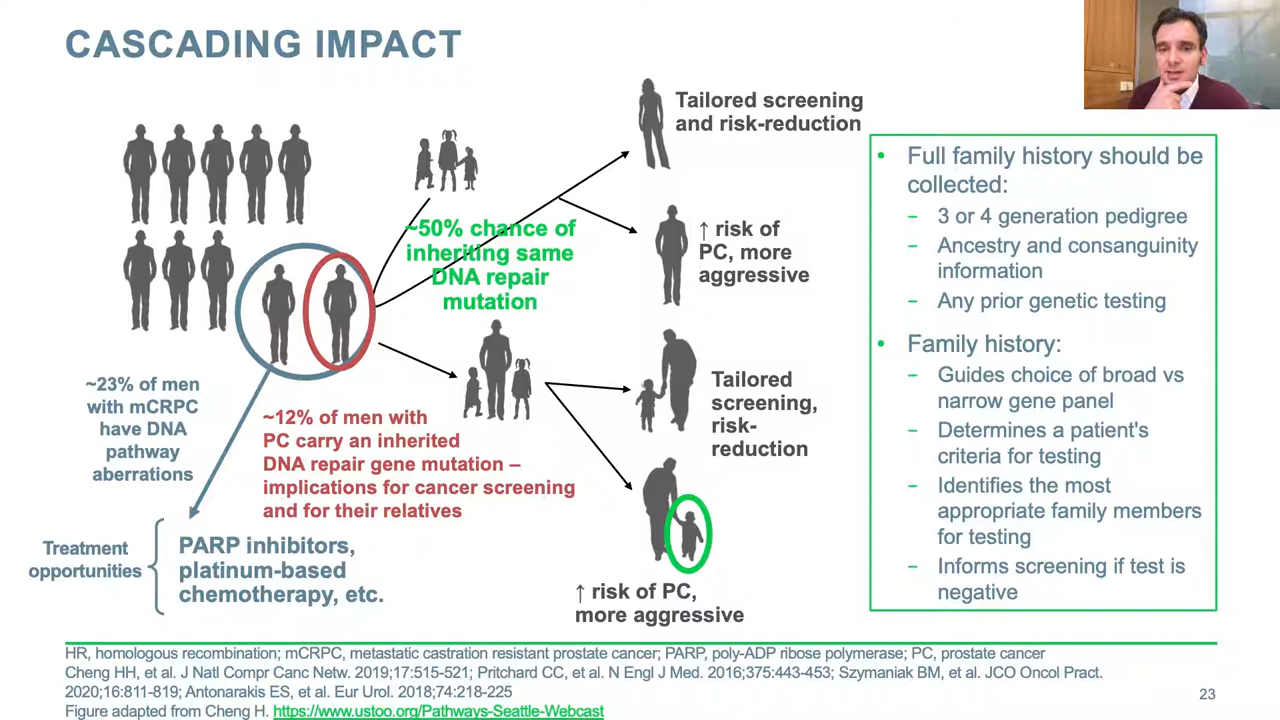 CASCADING IMPACT
Tailored screening
and risk-reduction
~50% chance of
inheriting same
DNA repair
mutation
↑ risk of
PC, more
aggressive
~23% of men
with mCRPC
have DNA
pathway
aberrations
~12% of men with
PC carry an inherited
DNA repair gene mutation –
implications for cancer screening
and for their relatives
Tailored
screening,
risk-
reduction
Treatment
opportunities
PARP inhibitors,
platinum-based
chemotherapy, etc.
↑ risk of PC,
more aggressive
• Full family history should be
collected:
– 3 or 4 generation pedigree
– Ancestry and consanguinity
information
– Any prior genetic testing
• Family history:
– Guides choice of broad vs
narrow gene panel
– Determines a patient's
criteria for testing
– Identifies the most
appropriate family members
for testing
– Informs screening if test is
negative
HR, homologous recombination; mCRPC, metastatic castration resistant prostate cancer; PARP, poly-ADP ribose polymerase; PC, prostate cancer
Cheng HH, et al. J Natl Compr Canc Netw. 2019;17:515-521; Pritchard CC, et al. N Engl J Med. 2016;375:443-453; Szymaniak BM, et al. JCO Oncol Pract.
2020;16:811-819; Antonarakis ES, et al. Eur Urol. 2018;74:218-225
Figure adapted from Cheng H. https://www.ustoo.org/Pathways-Seattle-Webcast
23